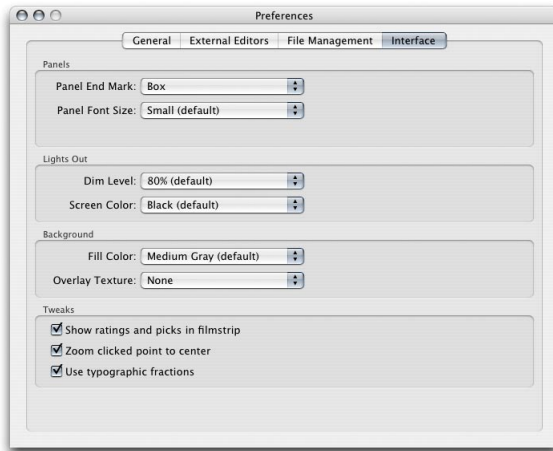 Preferences
General External Editors File Management Interface
Panels
Panel End Mark: Box
Panel Font Size: Small (default)
Lights Out
Dim Level: 80% (default)
Screen Color: Black (default)
Background
Fill Color: Medium Gray (default)
Overlay Texture: None
Tweaks
Show ratings and picks in filmstrip
Zoom clicked point to center
Use typographic fractions